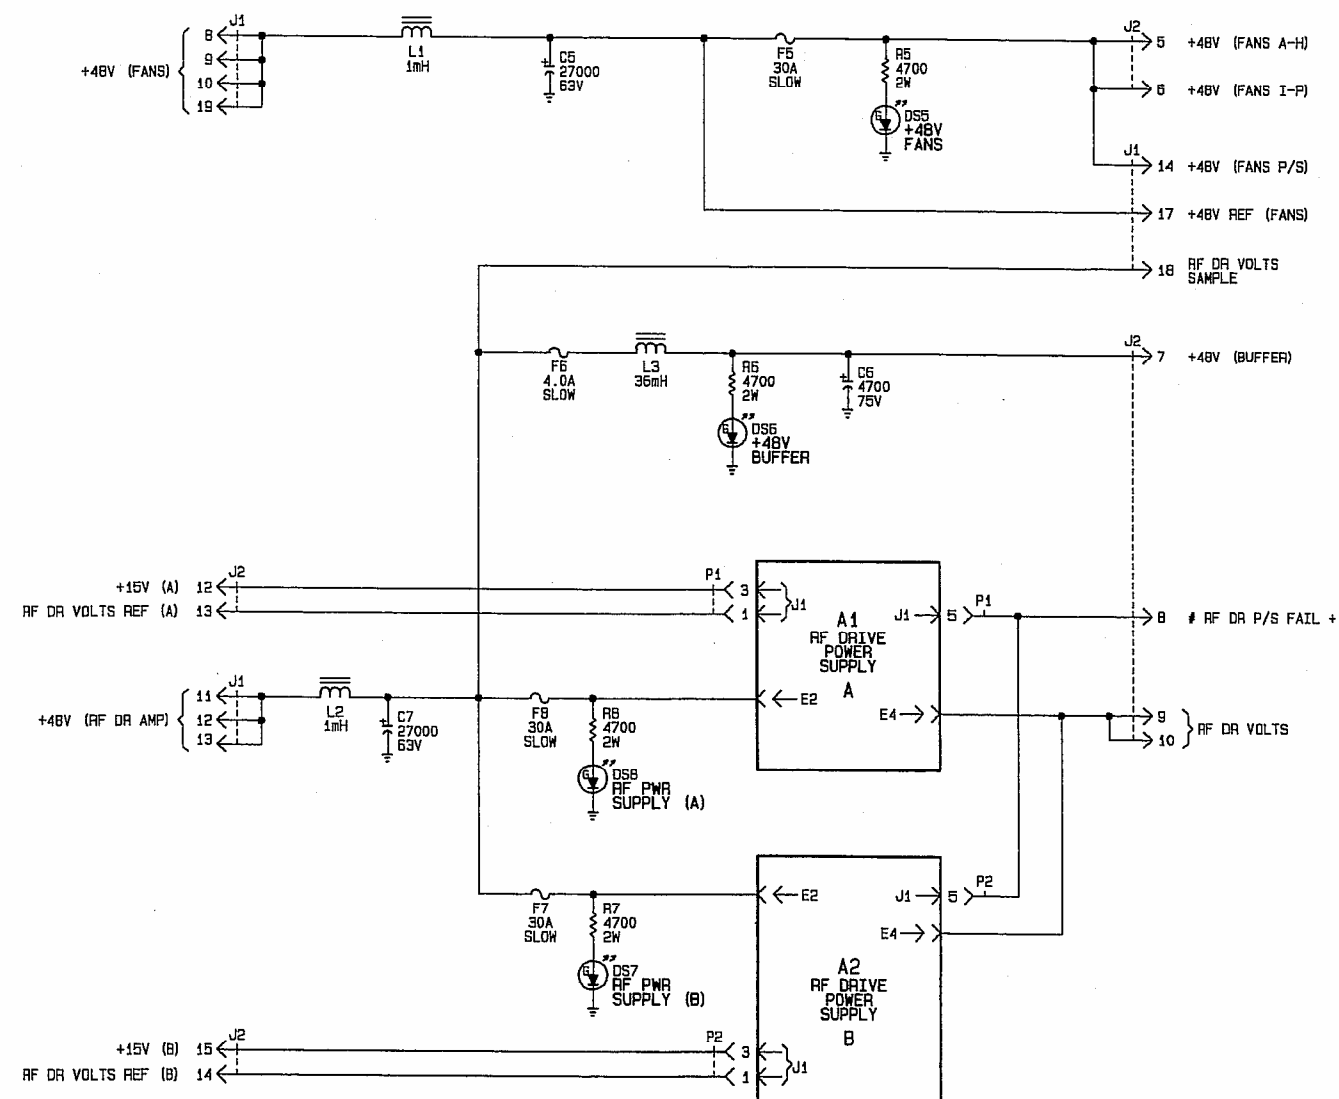 J1
8
9
10
19
+48V (FANS)
L1
1mH
C5
27000
63V
F5
30A
SLOW
R5
4700
2W
G
DS5
+48V
FANS
J2
5 +48V (FANS A-H)
6 +48V (FANS I-P)
J1
14 +48V (FANS P/S)
17 +48V REF (FANS)
18 RF DR VOLTS
SAMPLE
F6
4.0A
SLOW
L3
36mH
R6
4700
2W
G
DS6
+48V
BUFFER
C6
4700
75V
J2
7 +48V (BUFFER)
J2
+15V (A) 12
RF DR VOLTS REF (A) 13
P1
3
1
J1
A1
RF DRIVE
POWER
SUPPLY
A
J1 5 P1
8 # RF DR P/S FAIL +
E2
E4
9
10
RF DR VOLTS
J1
11
12
13
+48V (RF DR AMP)
L2
1mH
C7
27000
63V
F8
30A
SLOW
R8
4700
2W
G
DS8
RF PWR
SUPPLY (A)
F7
30A
SLOW
R7
4700
2W
G
DS7
RF PWR
SUPPLY (B)
E2
J1 5 P2
E4
A2
RF DRIVE
POWER
SUPPLY
B
J2
+15V (B) 15
RF DR VOLTS REF (B) 14
P2
3
1
J1